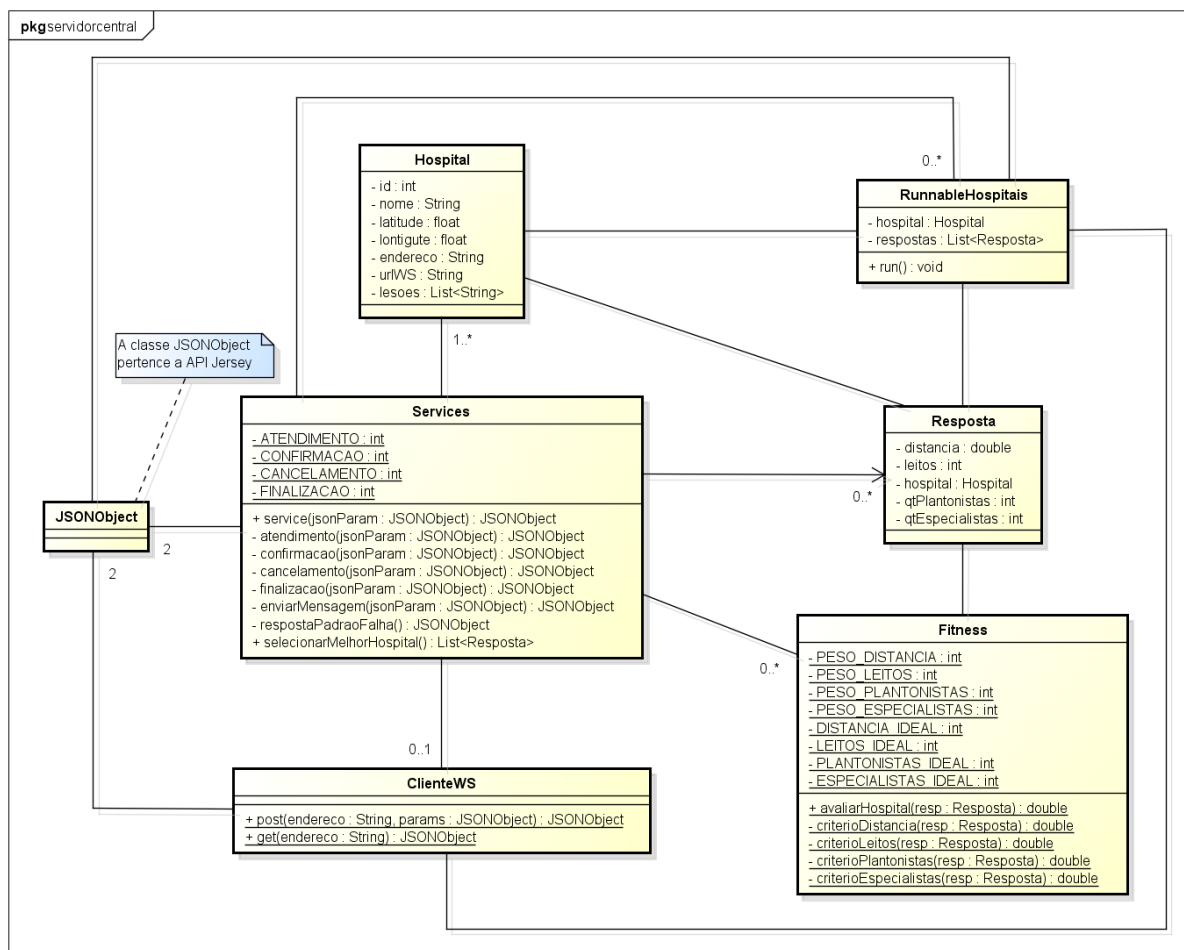 pkg servidorcentral
0..*
Hospital
- id : int
- nome : String
- latitude : float
- lontigute : float
- endereco : String
- urlWS : String
- lesoes : List<String>
RunnableHospitais
- hospital : Hospital
- respostas : List<Resposta>
+ run() : void
1..*
A classe JSONObject
pertence a API Jersey
Services
- ATENDIMENTO : int
- CONFIRMACAO : int
- CANCELAMENTO : int
- FINALIZACAO : int
+ service(jsonParam : JSONObject) : JSONObject
- atendimento(jsonParam : JSONObject) : JSONObject
- confirmacao(jsonParam : JSONObject) : JSONObject
- cancelamento(jsonParam : JSONObject) : JSONObject
- finalizacao(jsonParam : JSONObject) : JSONObject
- enviarMensagem(jsonParam : JSONObject) : JSONObject
- respostaPadraoFalha() : JSONObject
+ selecionarMelhorHospital() : List<Resposta>
Resposta
- distancia : double
- leitos : int
- hospital : Hospital
- qtPlantonistas : int
- qtEspecialistas : int
0..*
JSONObject
2
2
0..*
Fitness
- PESO_DISTANCIA : int
- PESO_LEITOS : int
- PESO_PLANTONISTAS : int
- PESO_ESPECIALISTAS : int
- DISTANCIA_IDEAL : int
- LEITOS_IDEAL : int
- PLANTONISTAS_IDEAL : int
- ESPECIALISTAS_IDEAL : int
+ avaliarHospital(resp : Resposta) : double
- criterioDistancia(resp : Resposta) : double
- criterioLeitos(resp : Resposta) : double
- criterioPlantonistas(resp : Resposta) : double
- criterioEspecialistas(resp : Resposta) : double
0..1
ClienteWS
+ post(endereco : String, params : JSONObject) : JSONObject
+ get(endereco : String) : JSONObject